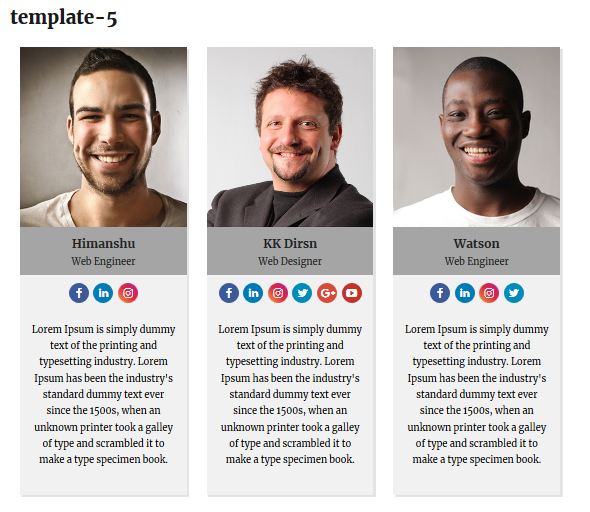 template-5
Himanshu
Web Engineer
Lorem Ipsum is simply dummy
text of the printing and
typesetting industry. Lorem
Ipsum has been the industry's
standard dummy text ever
since the 1500s, when an
unknown printer took a galley
of type and scrambled it to
make a type specimen book.
KK Dirsn
Web Designer
Lorem Ipsum is simply dummy
text of the printing and
typesetting industry. Lorem
Ipsum has been the industry's
standard dummy text ever
since the 1500s, when an
unknown printer took a galley
of type and scrambled it to
make a type specimen book.
Watson
Web Engineer
Lorem Ipsum is simply dummy
text of the printing and
typesetting industry. Lorem
Ipsum has been the industry's
standard dummy text ever
since the 1500s, when an
unknown printer took a galley
of type and scrambled it to
make a type specimen book.